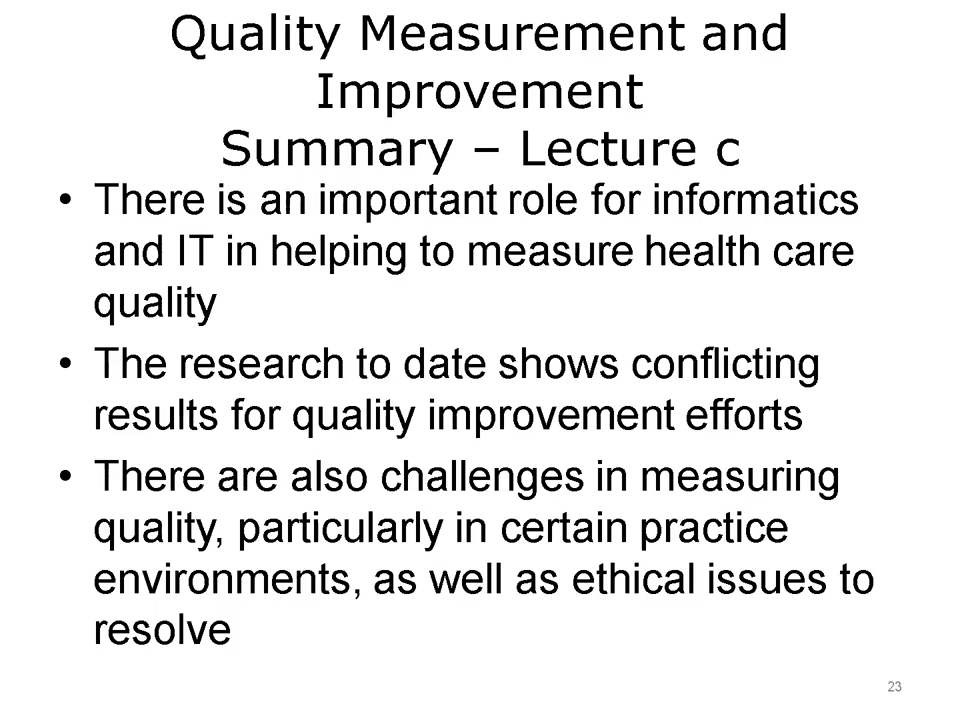 Quality Measurement and
Improvement
Summary – Lecture c
• There is an important role for informatics
and IT in helping to measure health care
quality
• The research to date shows conflicting
results for quality improvement efforts
• There are also challenges in measuring
quality, particularly in certain practice
environments, as well as ethical issues to
resolve
23